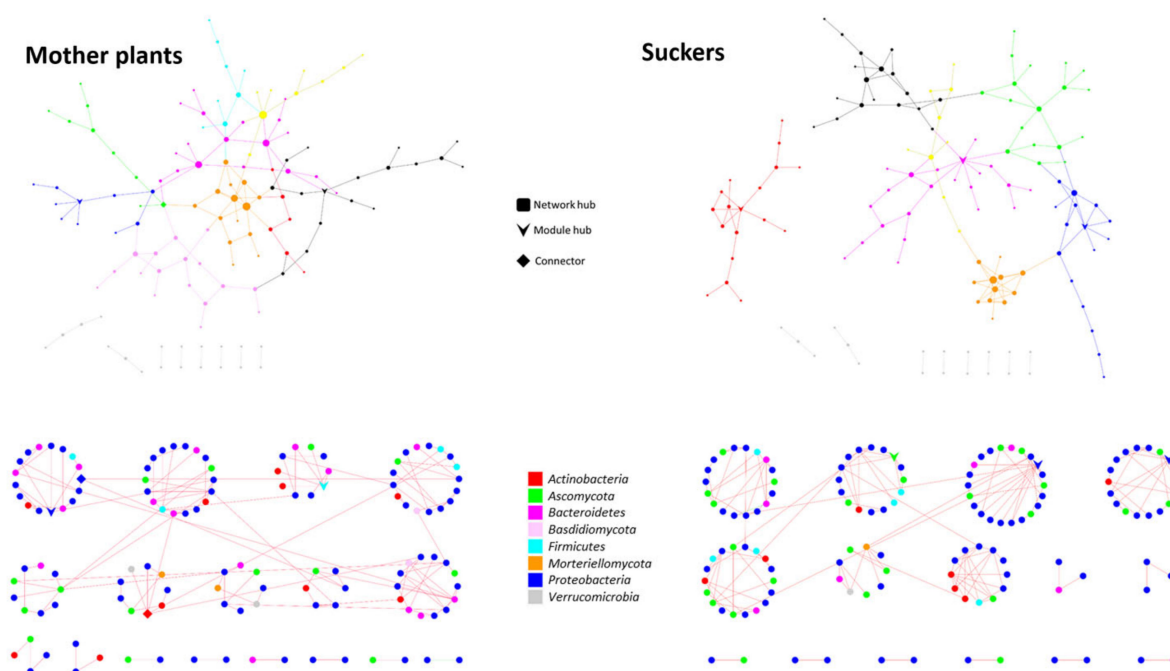 Mother plants
Suckers
Network hub
Module hub
Connector
Actinobacteria
Ascomycota
Bacteroidetes
Basdidiomycota
Firmicutes
Morteriellomycota
Proteobacteria
Verrucomicrobia